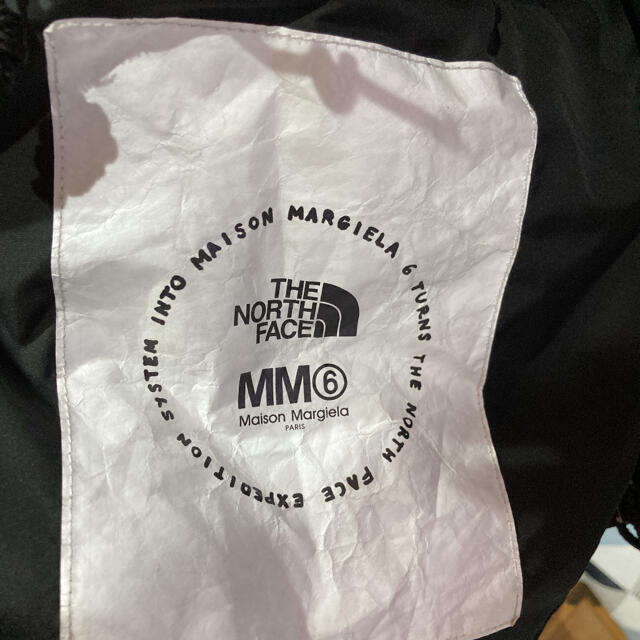 MAISON MARGIELA 6 TURNS THE NORTH FACE EXPEDITION SYSTEM INTO
THE
NORTH
FACE
MM⑥
Maison Margiela
PARIS